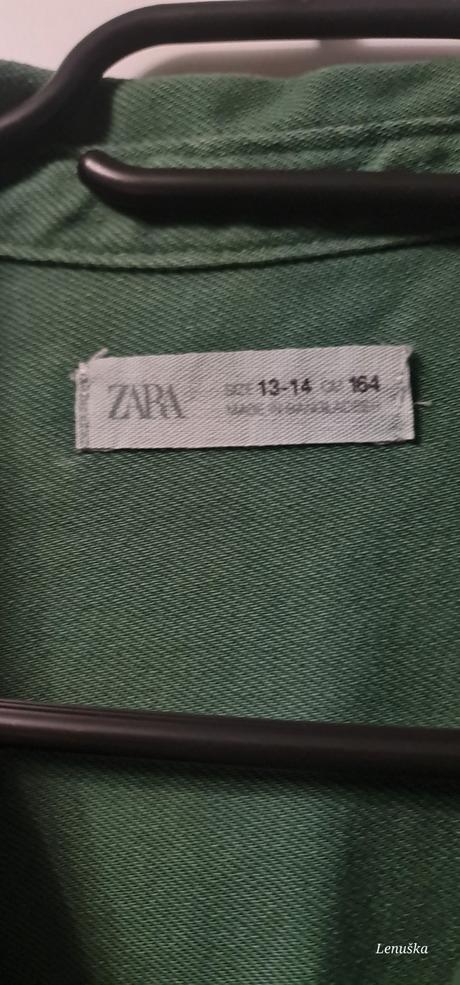 ZARA
SIZE 13-14 CM 164
MADE IN BANGLADESH
Lenuška